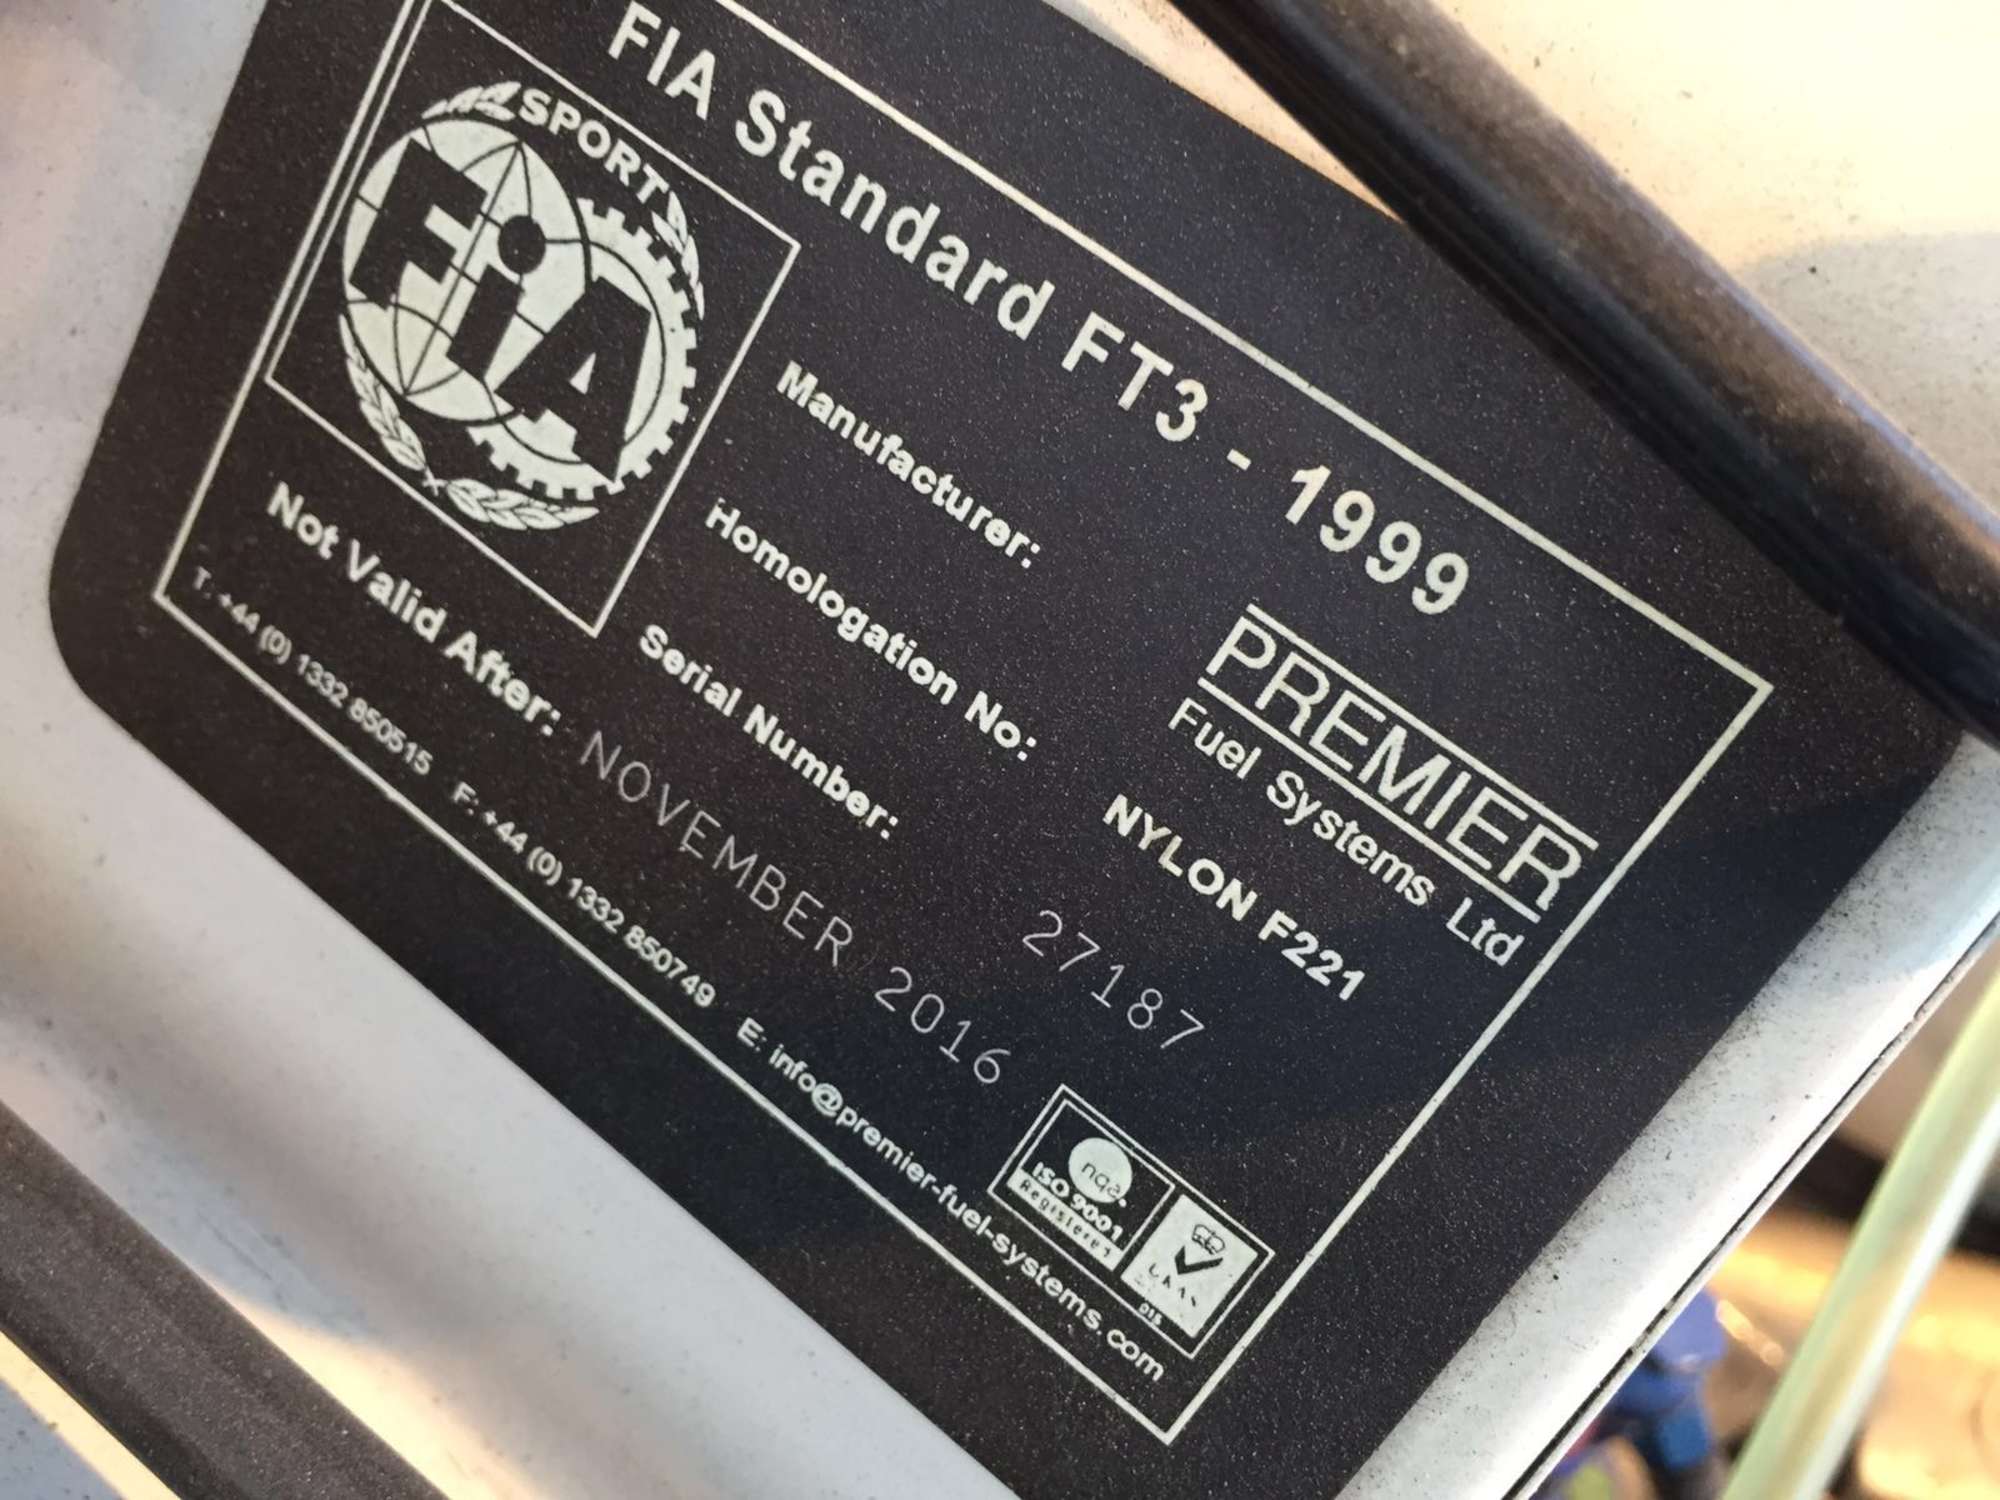 FIA Standard FT3 - 1999
SPORT
FiA
Manufacturer:
PREMIER
Fuel Systems Ltd
Homologation No: NYLON F221
Serial Number: 27187
Not Valid After: NOVEMBER 2016
nqa.
ISO 9001
Registered
UKAS
015
T: +44 (0) 1332 850515 F: +44 (0) 1332 850749 E: info@premier-fuel-systems.com